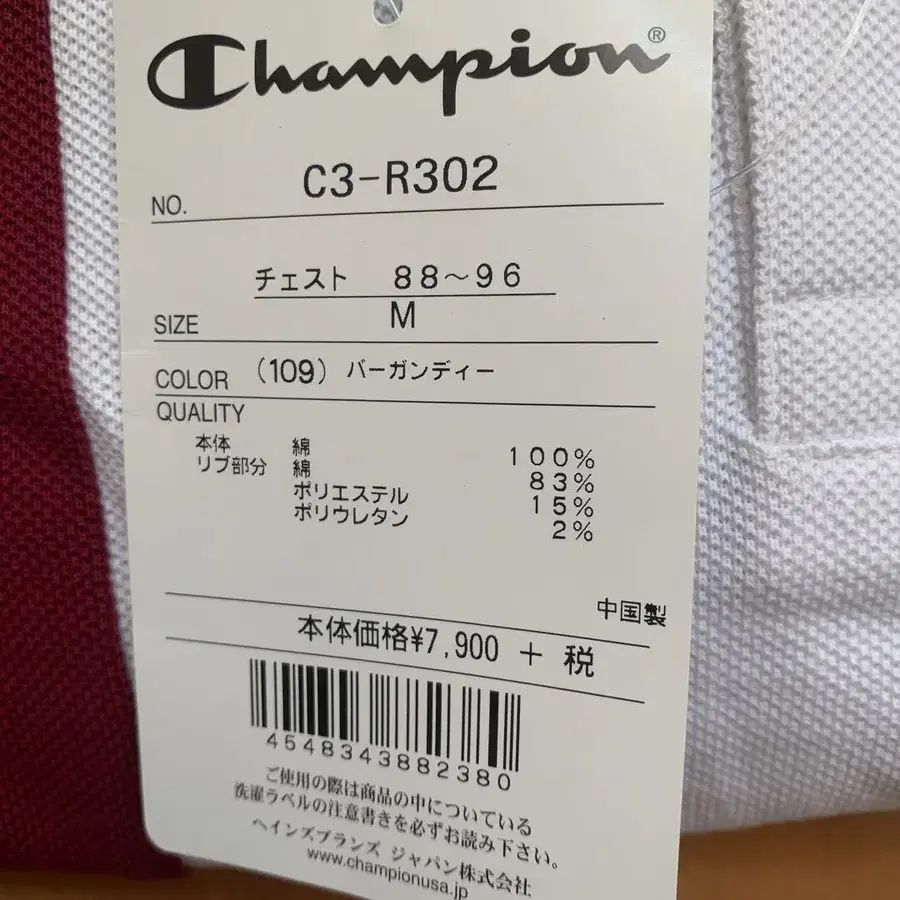 Champion®
NO. C3-R302
チェスト 88～96
SIZE M
COLOR (109) バーガンディー
QUALITY
本体 綿 100%
リブ部分 綿 83%
ポリエステル 15%
ポリウレタン 2%
中国製
本体価格¥7,900 + 税
4548343882380
ご使用の際は商品の中についている
洗濯ラベルの注意書きを必ずお読み下さい。
ヘインズブランズ ジャパン株式会社
www.championusa.jp